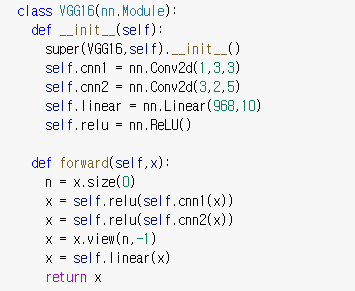 class VGG16(nn.Module):
  def __init__(self):
    super(VGG16,self).__init__()
    self.cnn1 = nn.Conv2d(1,3,3)
    self.cnn2 = nn.Conv2d(3,2,5)
    self.linear = nn.Linear(968,10)
    self.relu = nn.ReLU()

  def forward(self,x):
    n = x.size(0)
    x = self.relu(self.cnn1(x))
    x = self.relu(self.cnn2(x))
    x = x.view(n,-1)
    x = self.linear(x)
    return x